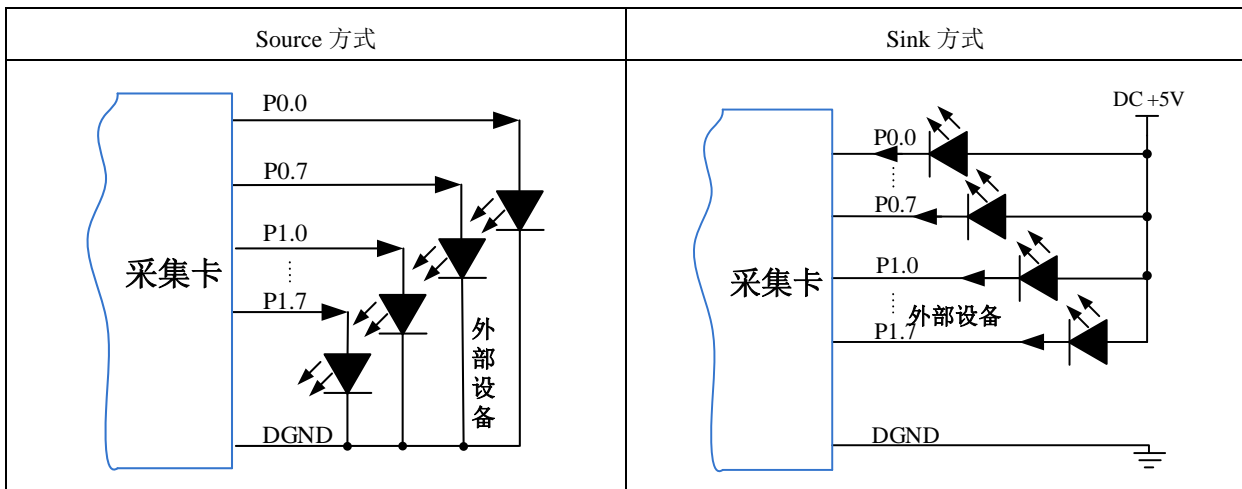 Source 方式
P0.0
P0.7
P1.0
采集卡
P1.7
外部设备
DGND
Sink 方式
DC +5V
P0.0
P0.7
P1.0
采集卡
外部设备
P1.7
DGND